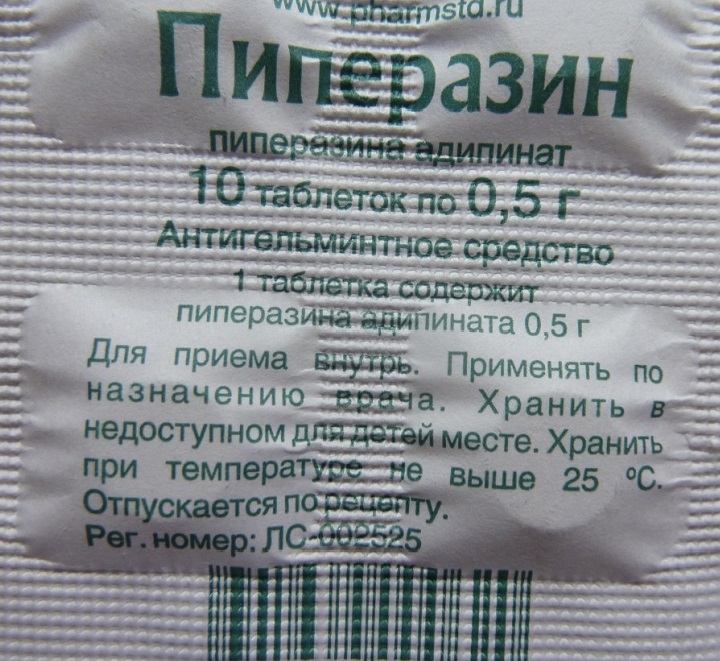 www.pharmstd.ru
Пиперазин
пиперазина адипинат
10 таблеток по 0,5 г
Антигельминтное средство
1 таблетка содержит
пиперазина адипината 0,5 г
Для приема внутрь. Применять по
назначению врача. Хранить в
недоступном для детей месте. Хранить
при температуре не выше 25 ºС.
Отпускается по рецепту.
Рег. номер: ЛС-002525